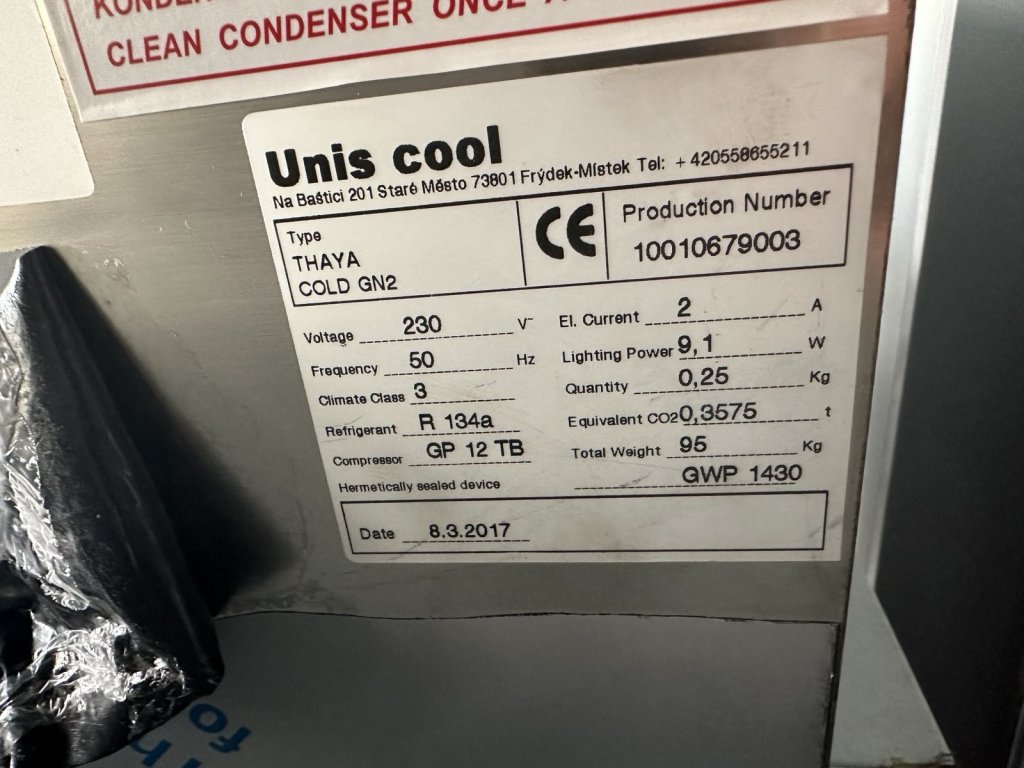 CLEAN CONDENSER ONCE
Unis cool
Na Baštici 201 Staré Město 73801 Frýdek-Místek Tel: + 420558655211
Type
THAYA
COLD GN2
CE
Production Number
10010679003
Voltage 230 V~
Frequency 50 Hz
Climate Class 3
Refrigerant R 134a
Compressor GP 12 TB
Hermetically sealed device
El. Current 2 A
Lighting Power 9,1 W
Quantity 0,25 Kg
Equivalent CO2 0,3575 t
Total Weight 95 Kg
GWP 1430
Date 8.3.2017